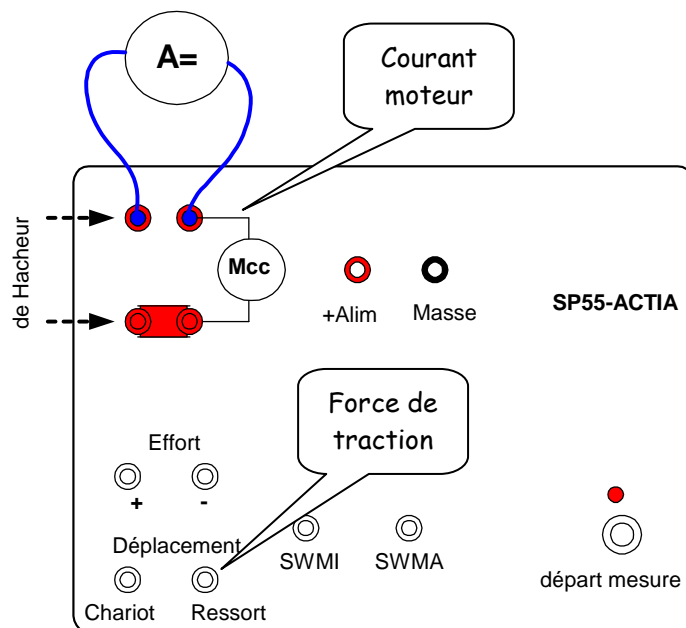 A=
Courant
moteur
de Hacheur
Mcc
+Alim
Masse
SP55-ACTIA
Force de
traction
Effort
+
-
Déplacement
SWMI
SWMA
départ mesure
Chariot
Ressort